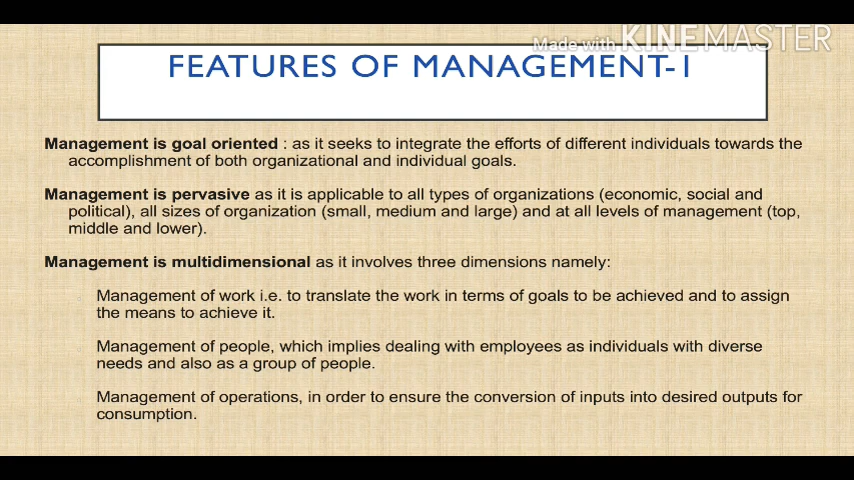 Made with KINEMASTER
FEATURES OF MANAGEMENT-1
Management is goal oriented : as it seeks to integrate the efforts of different individuals towards the
accomplishment of both organizational and individual goals.
Management is pervasive as it is applicable to all types of organizations (economic, social and
political), all sizes of organization (small, medium and large) and at all levels of management (top,
middle and lower).
Management is multidimensional as it involves three dimensions namely:
Management of work i.e. to translate the work in terms of goals to be achieved and to assign
the means to achieve it.
Management of people, which implies dealing with employees as individuals with diverse
needs and also as a group of people.
Management of operations, in order to ensure the conversion of inputs into desired outputs for
consumption.